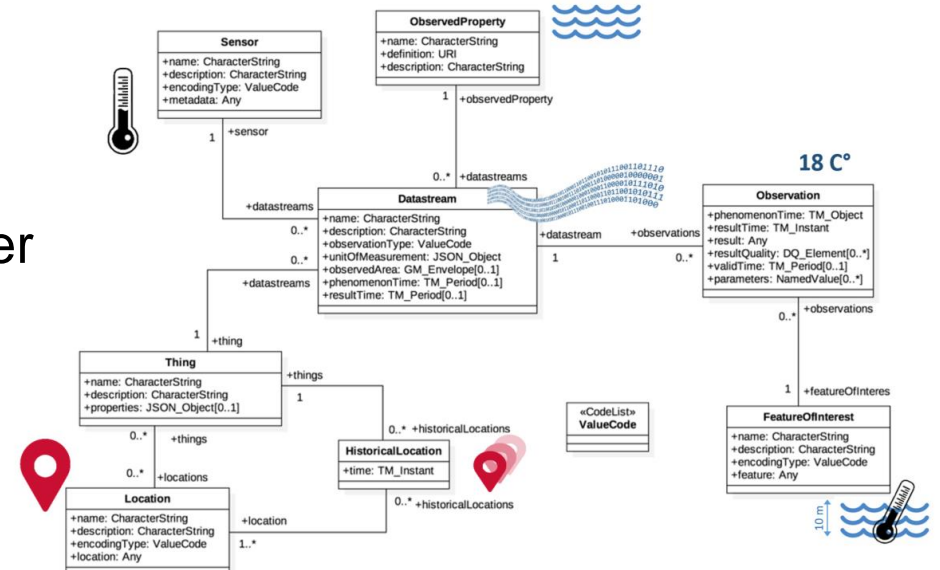 er
Sensor
+name: CharacterString
+description: CharacterString
+encodingType: ValueCode
+metadata: Any
ObservedProperty
+name: CharacterString
+definition: URI
+description: CharacterString
1
+observedProperty
1
+sensor
0..*
+datastreams
18 C°
+datastreams
0..*
Datastream
+name: CharacterString
+description: CharacterString
+observationType: ValueCode
+unitOfMeasurement: JSON_Object
+observedArea: GM_Envelope[0..1]
+phenomenonTime: TM_Period[0..1]
+resultTime: TM_Period[0..1]
+datastream
1
+observations
0..*
Observation
+phenomenonTime: TM_Object
+resultTime: TM_Instant
+result: Any
+resultQuality: DQ_Element[0..*]
+validTime: TM_Period[0..1]
+parameters: NamedValue[0..*]
0..*
+datastreams
1
+thing
0..*
+observations
1
+featureOfInteres
Thing
+name: CharacterString
+description: CharacterString
+properties: JSON_Object[0..1]
+things
1
0..* +historicalLocations
«CodeList»
ValueCode
FeatureOfInterest
+name: CharacterString
+description: CharacterString
+encodingType: ValueCode
+feature: Any
0..*
+things
0..*
+locations
HistoricalLocation
+time: TM_Instant
0..* +historicalLocations
Location
+name: CharacterString
+description: CharacterString
+encodingType: ValueCode
+location: Any
+location
1..*
10 m